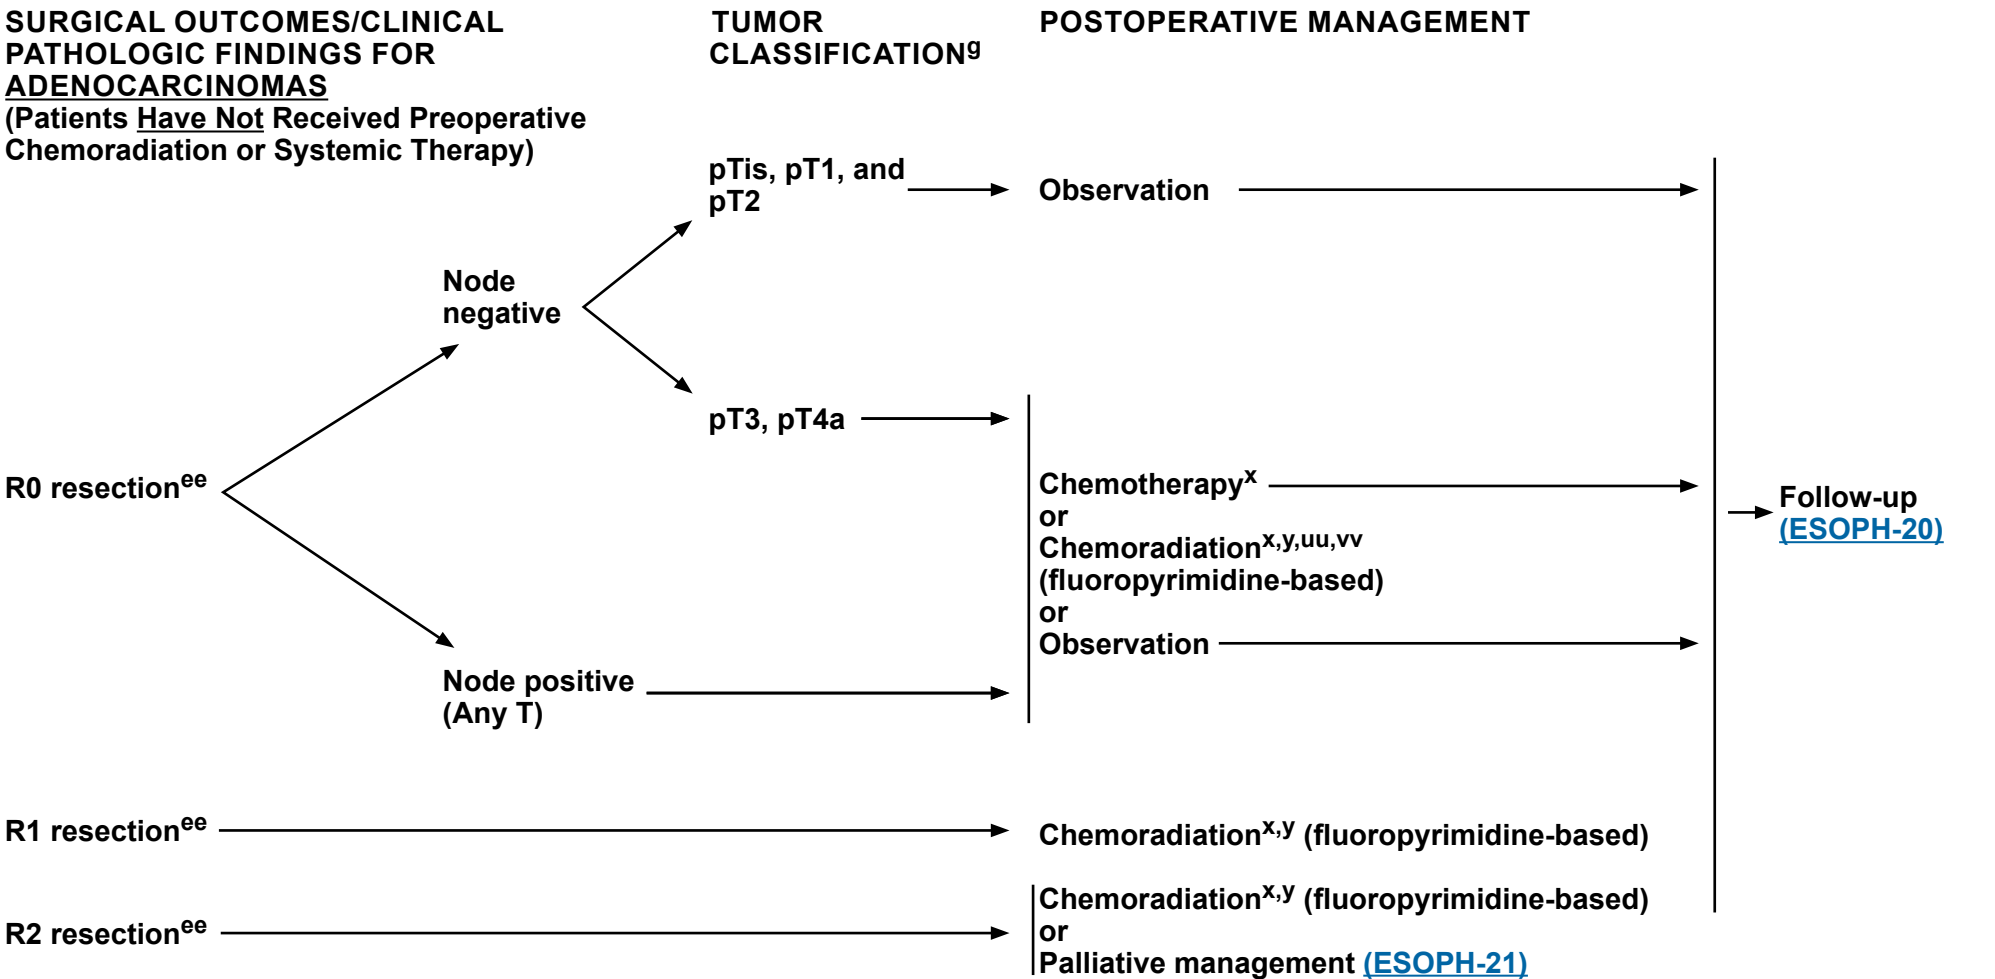 SURGICAL OUTCOMES/CLINICAL
PATHOLOGIC FINDINGS FOR
ADENOCARCINOMAS
(Patients Have Not Received Preoperative
Chemoradiation or Systemic Therapy)
TUMOR
CLASSIFICATIONg
POSTOPERATIVE MANAGEMENT
pTis, pT1, and
pT2
Observation
Node
negative
pT3, pT4a
R0 resectionee
Chemotherapyx
or
Chemoradiationx,y,uu,vv
(fluoropyrimidine-based)
or
Observation
Follow-up
(ESOPH-20)
Node positive
(Any T)
R1 resectionee
Chemoradiationx,y (fluoropyrimidine-based)
R2 resectionee
Chemoradiationx,y (fluoropyrimidine-based)
or
Palliative management (ESOPH-21)